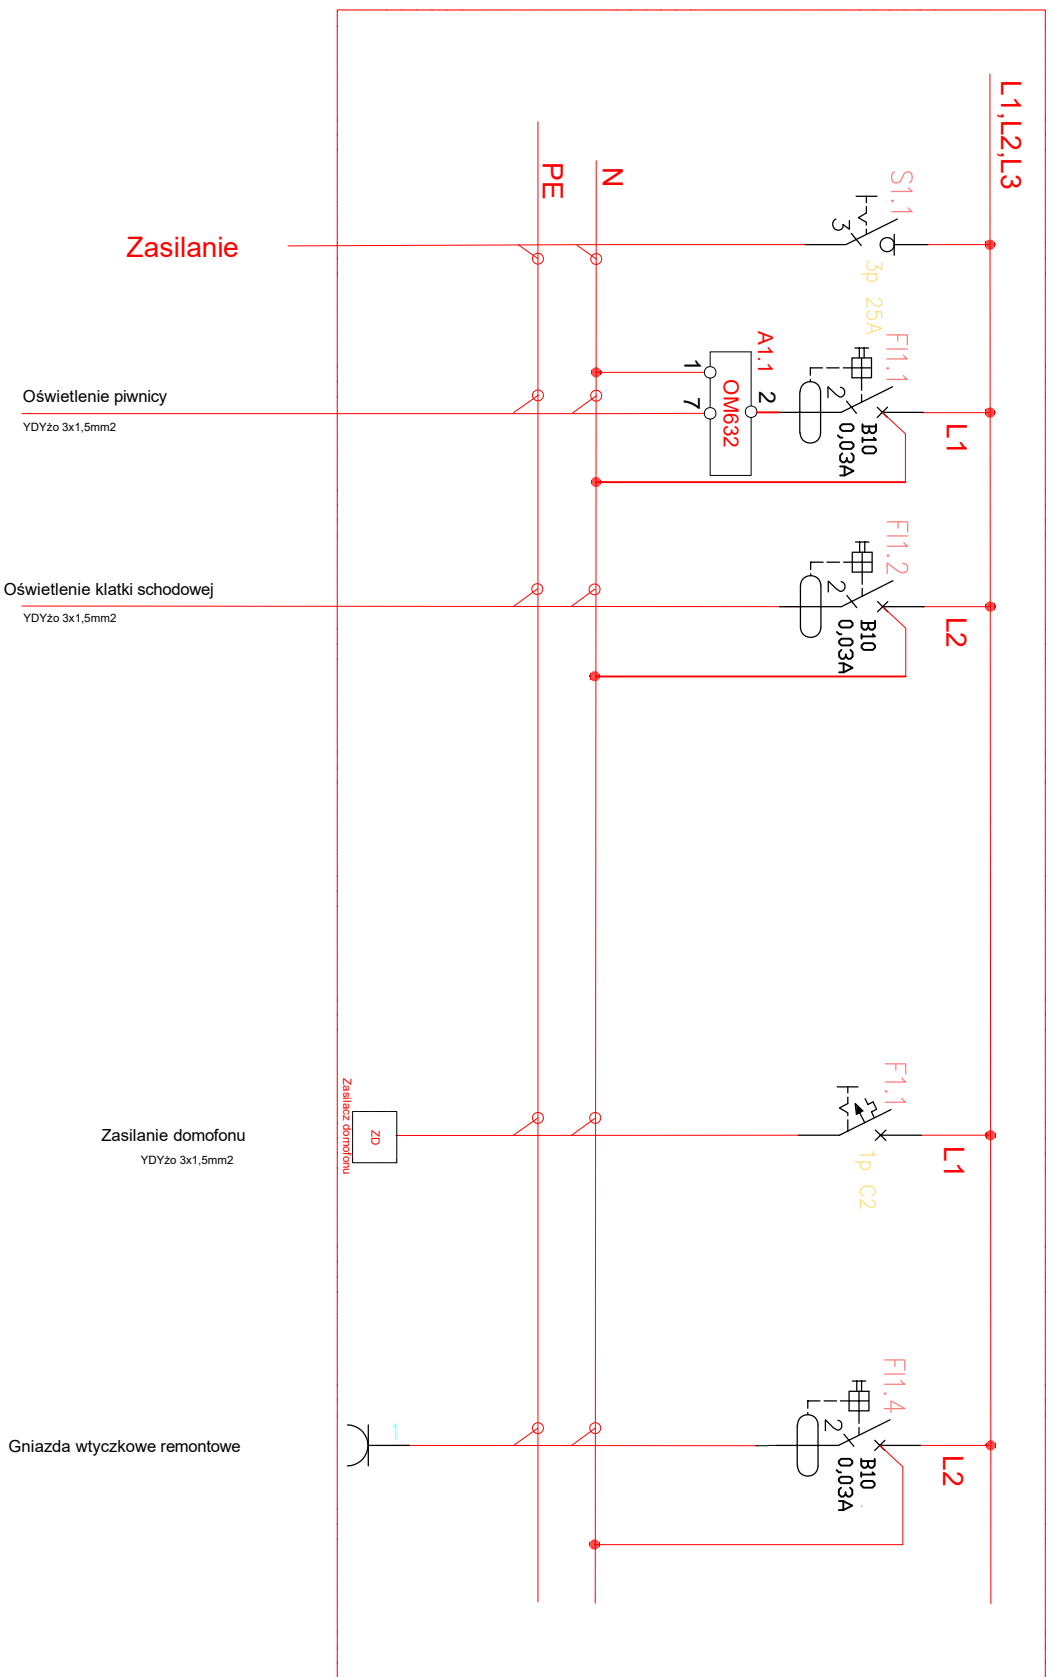 L1,L2,L3
PE
N
S1.1
3
3p 25A
Zasilanie
FI1.1
A1.1
1
7
OM632
2
2
B10
0,03A
L1
Oświetlenie piwnicy
YDYżo 3x1,5mm2
FI1.2
2
B10
0,03A
L2
Oświetlenie klatki schodowej
YDYżo 3x1,5mm2
F1.1
1p C2
L1
Zasilacz domofonu
ZD
Zasilanie domofonu
YDYżo 3x1,5mm2
FI1.4
2
B10
0,03A
L2
1
Gniazda wtyczkowe remontowe